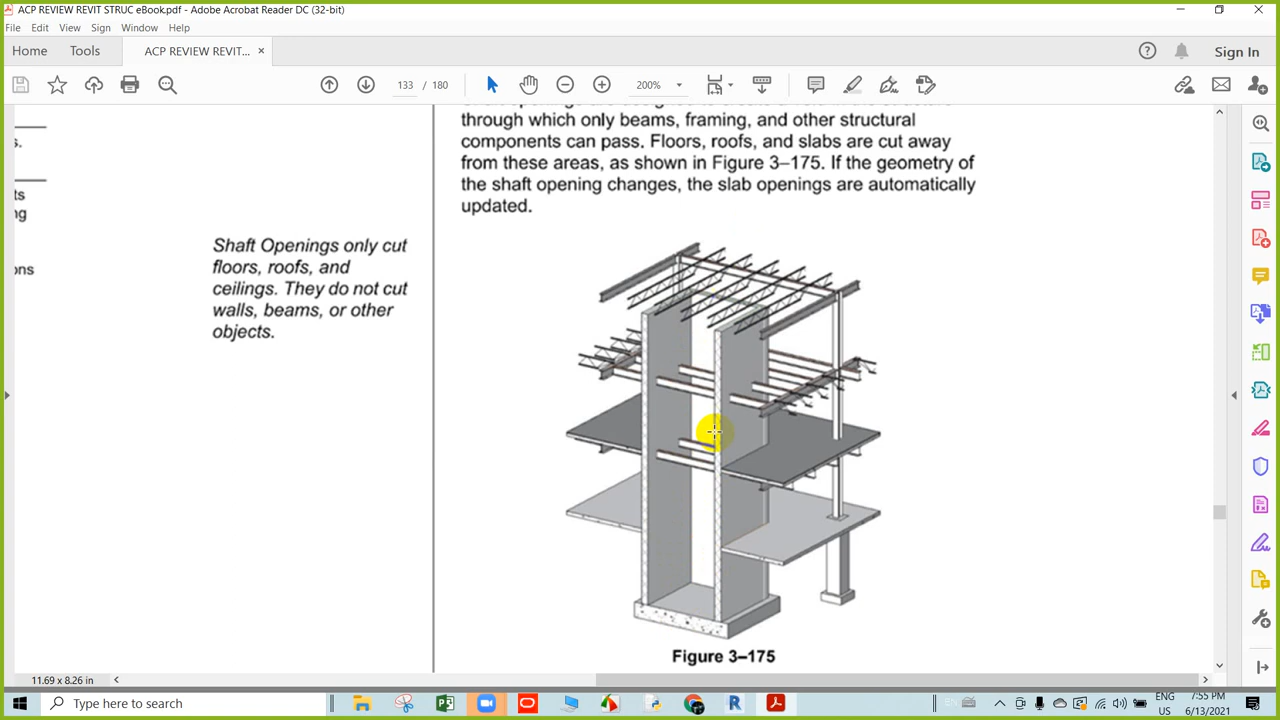 ACP REVIEW REVIT STRUC eBook.pdf - Adobe Acrobat Reader DC (32-bit)
File Edit View Sign Window Help
Home Tools ACP REVIEW REVIT... × Sign In
133 / 180 200%
s.
ts
ng
ons
through which only beams, framing, and other structural
components can pass. Floors, roofs, and slabs are cut away
from these areas, as shown in Figure 3–175. If the geometry of
the shaft opening changes, the slab openings are automatically
updated.
Shaft Openings only cut
floors, roofs, and
ceilings. They do not cut
walls, beams, or other
objects.
Figure 3–175
11.69 x 8.26 in
Type here to search
ENG
US
7:55 PM
6/13/2021